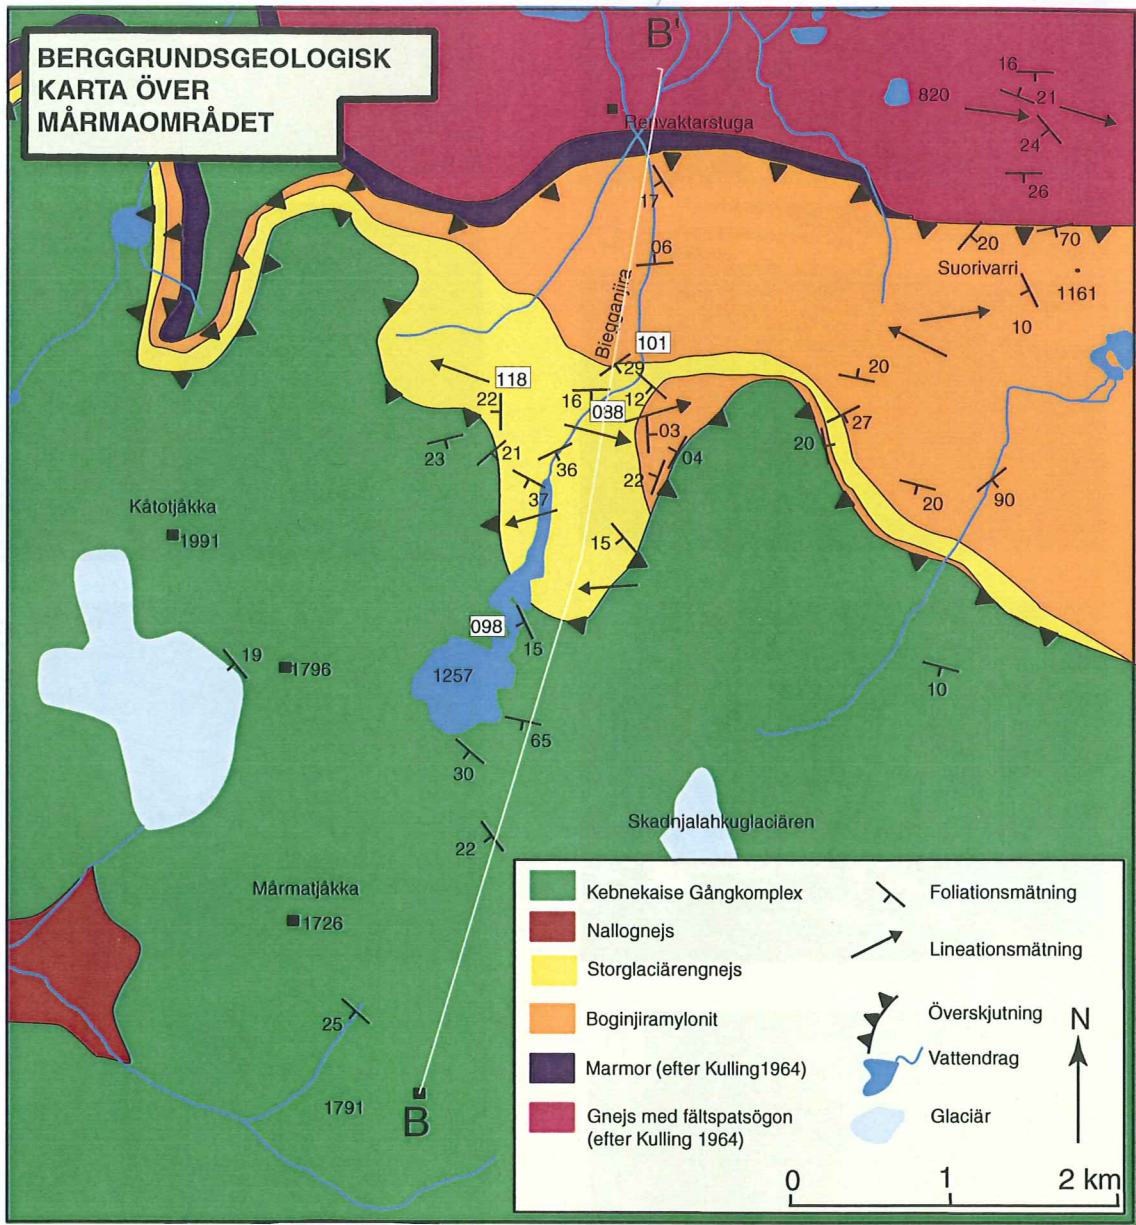 BERGGRUNDSGEOLOGISK
KARTA ÖVER
MÅRMAOMRÅDET
B'
Renvaktarstuga
820
16
21
24
26
17
06
20
70
Suorivarri
1161
10
Biegganjira
101
29
118
22
16
12
088
20
27
03
23
21
36
04
20
37
22
20
90
Kåtotjåkka
1991
15
098
15
19
1796
1257
10
65
30
22
Skadnjalahkuglaciären
Mårmatjåkka
1726
25
1791
B
Kebnekaise Gångkomplex
Nallognejs
Storglaciärengnejs
Boginjiramylonit
Marmor (efter Kulling1964)
Gnejs med fältspatsögon
(efter Kulling 1964)
Foliationsmätning
Lineationsmätning
Överskjutning
Vattendrag
Glaciär
N
0 1 2 km